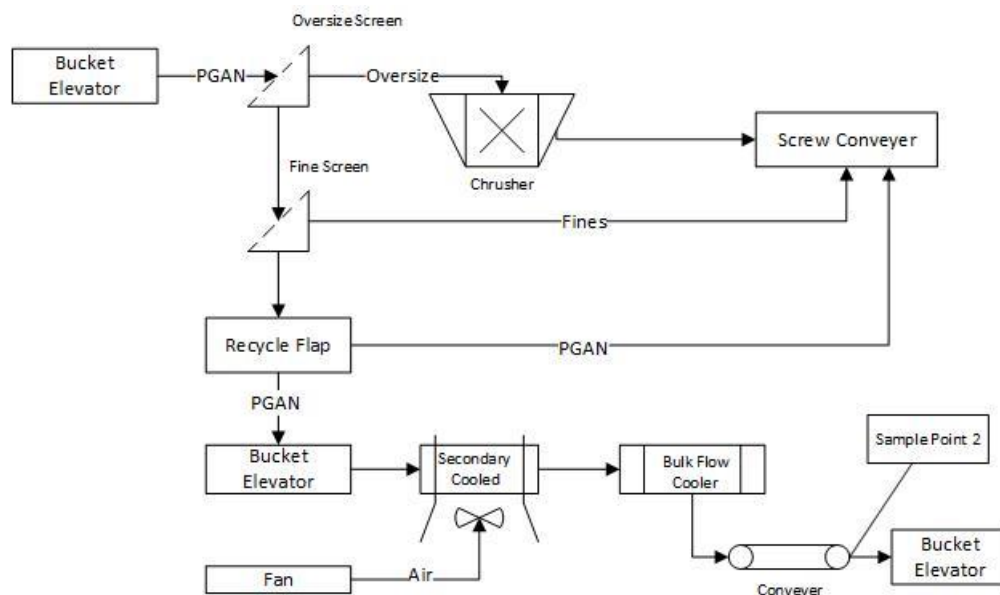 Oversize Screen
Bucket
Elevator
PGAN
Oversize
Chrusher
Screw Conveyer
Fine Screen
Fines
Recycle Flap
PGAN
PGAN
Bucket
Elevator
Secondary
Cooled
Bulk Flow
Cooler
Sample Point 2
Fan
Air
Conveyer
Bucket
Elevator